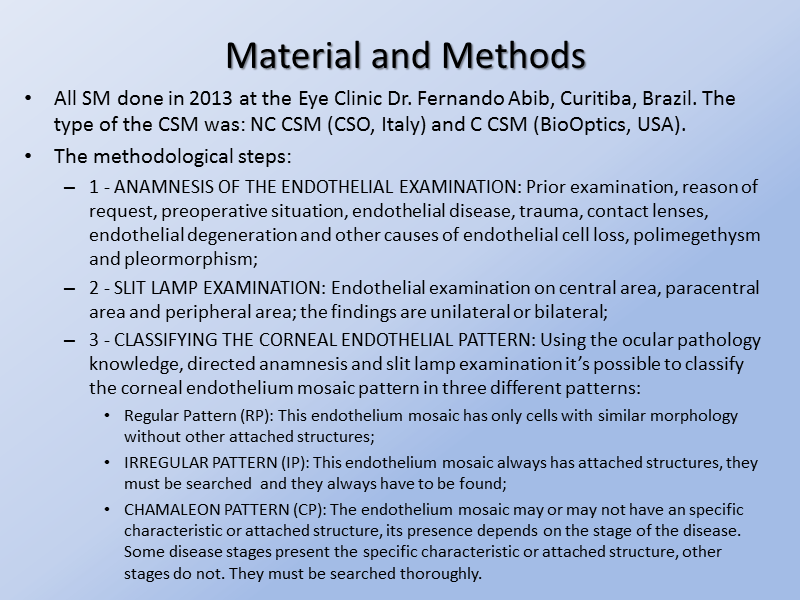 Material and Methods
• All SM done in 2013 at the Eye Clinic Dr. Fernando Abib, Curitiba, Brazil. The
type of the CSM was: NC CSM (CSO, Italy) and C CSM (BioOptics, USA).
• The methodological steps:
– 1 - ANAMNESIS OF THE ENDOTHELIAL EXAMINATION: Prior examination, reason of
request, preoperative situation, endothelial disease, trauma, contact lenses,
endothelial degeneration and other causes of endothelial cell loss, polimegethysm
and pleormorphism;
– 2 - SLIT LAMP EXAMINATION: Endothelial examination on central area, paracentral
area and peripheral area; the findings are unilateral or bilateral;
– 3 - CLASSIFYING THE CORNEAL ENDOTHELIAL PATTERN: Using the ocular pathology
knowledge, directed anamnesis and slit lamp examination it’s possible to classify
the corneal endothelium mosaic pattern in three different patterns:
• Regular Pattern (RP): This endothelium mosaic has only cells with similar morphology
without other attached structures;
• IRREGULAR PATTERN (IP): This endothelium mosaic always has attached structures, they
must be searched and they always have to be found;
• CHAMALEON PATTERN (CP): The endothelium mosaic may or may not have an specific
characteristic or attached structure, its presence depends on the stage of the disease.
Some disease stages present the specific characteristic or attached structure, other
stages do not. They must be searched thoroughly.